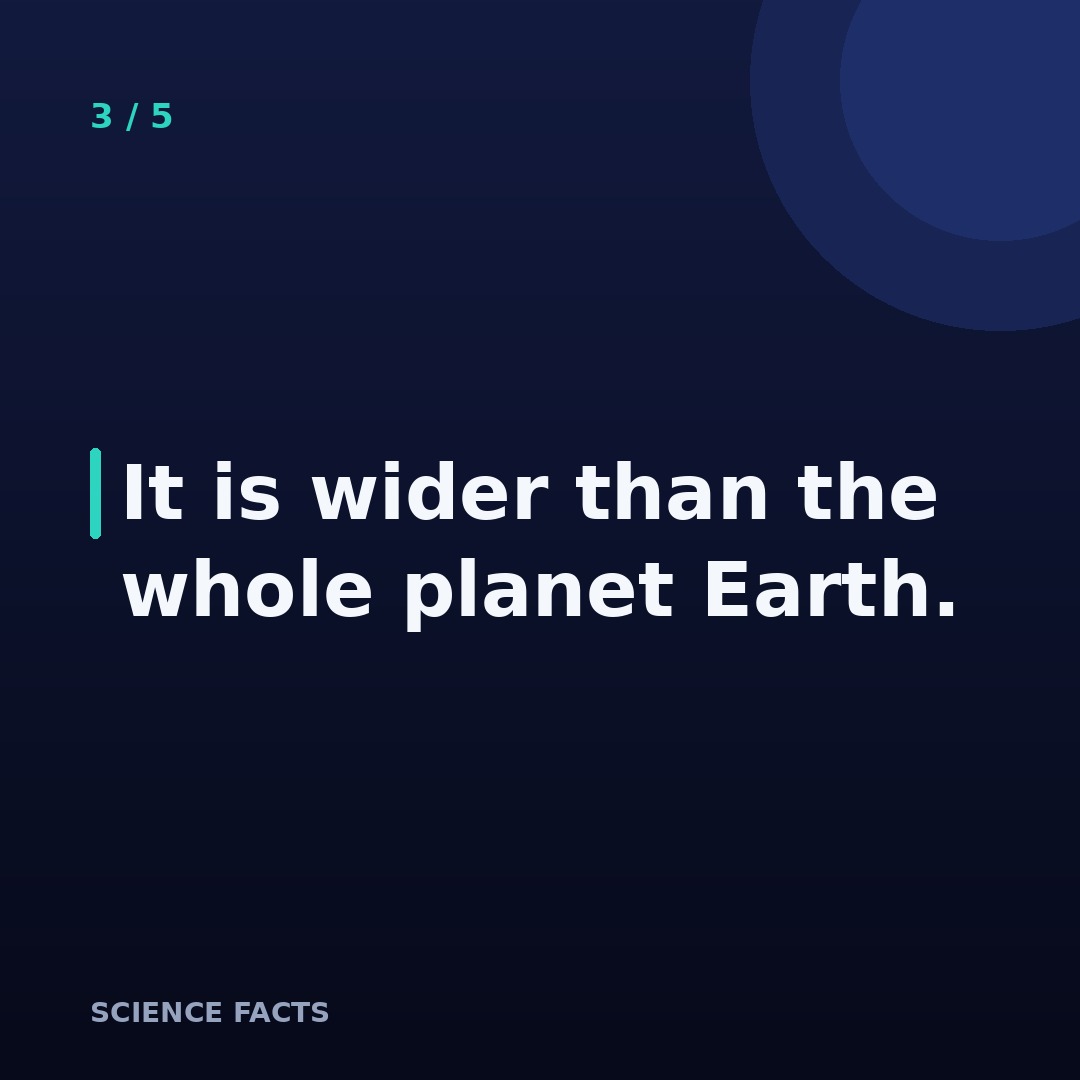 3 / 5
It is wider than the
whole planet Earth.
SCIENCE FACTS